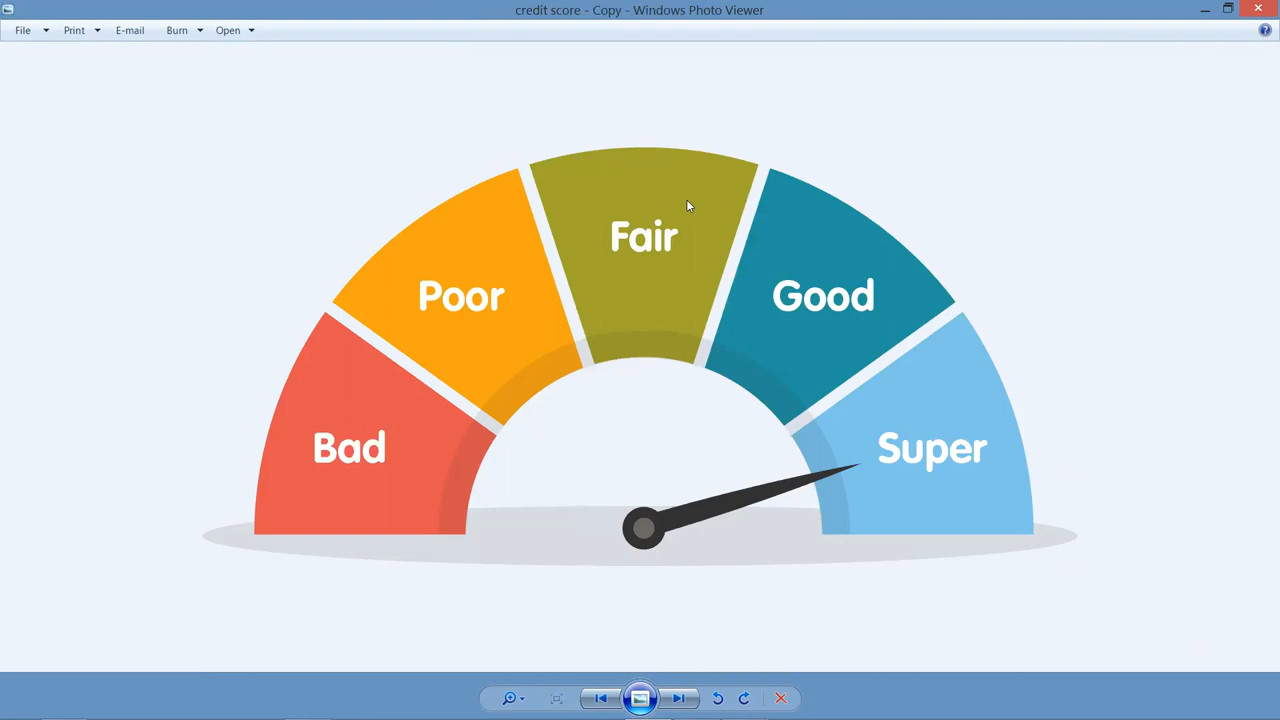 credit score - Copy - Windows Photo Viewer
File Print E-mail Burn Open
Fair
Poor
Good
Bad
Super